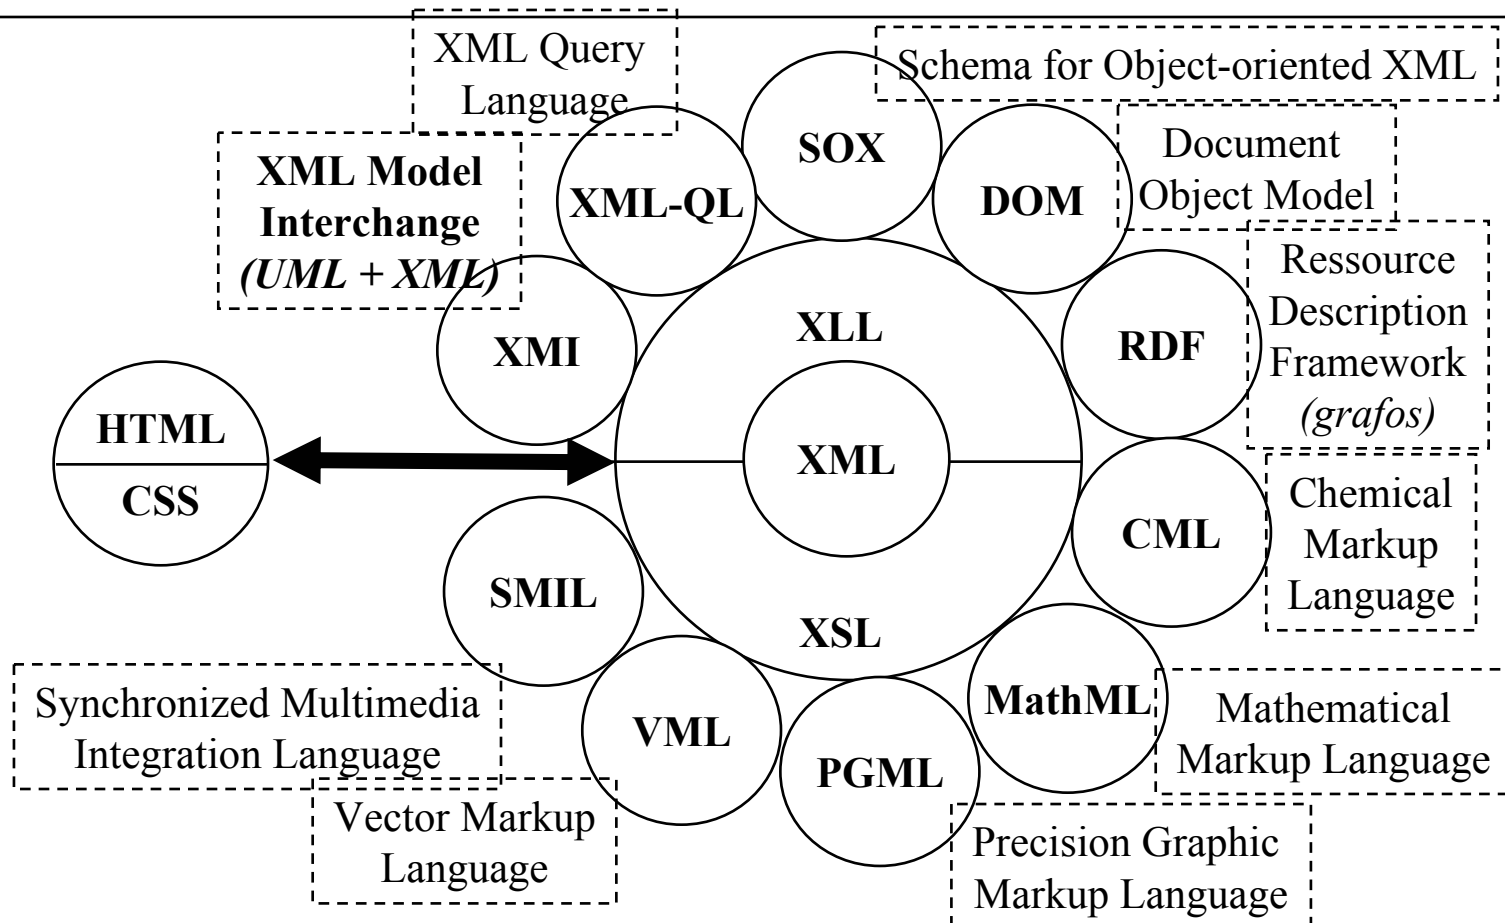 XML Query
Language
Schema for Object-oriented XML
SOX
XML Model
Interchange
(UML + XML)
XML-QL
DOM
Document
Object Model
Ressource
Description
Framework
(grafos)
XMI
XLL
RDF
HTML
CSS
XML
CML
Chemical
Markup
Language
SMIL
XSL
MathML
Mathematical
Markup Language
Synchronized Multimedia
Integration Language
VML
PGML
Vector Markup
Language
Precision Graphic
Markup Language